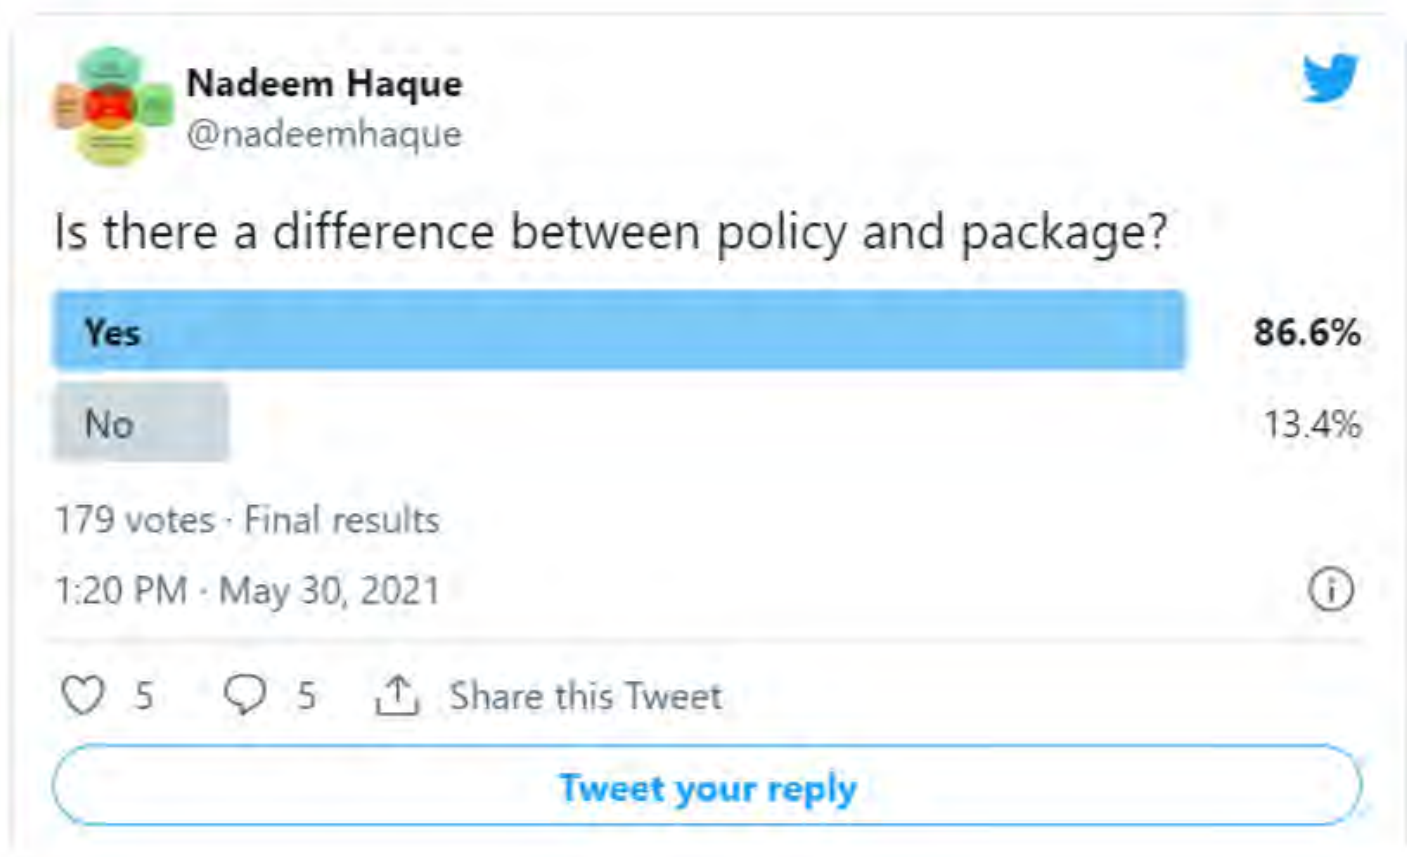 Nadeem Haque
@nadeemhaque
Is there a difference between policy and package?
Yes 86.6%
No 13.4%
179 votes · Final results
1:20 PM · May 30, 2021
5 5 Share this Tweet
Tweet your reply